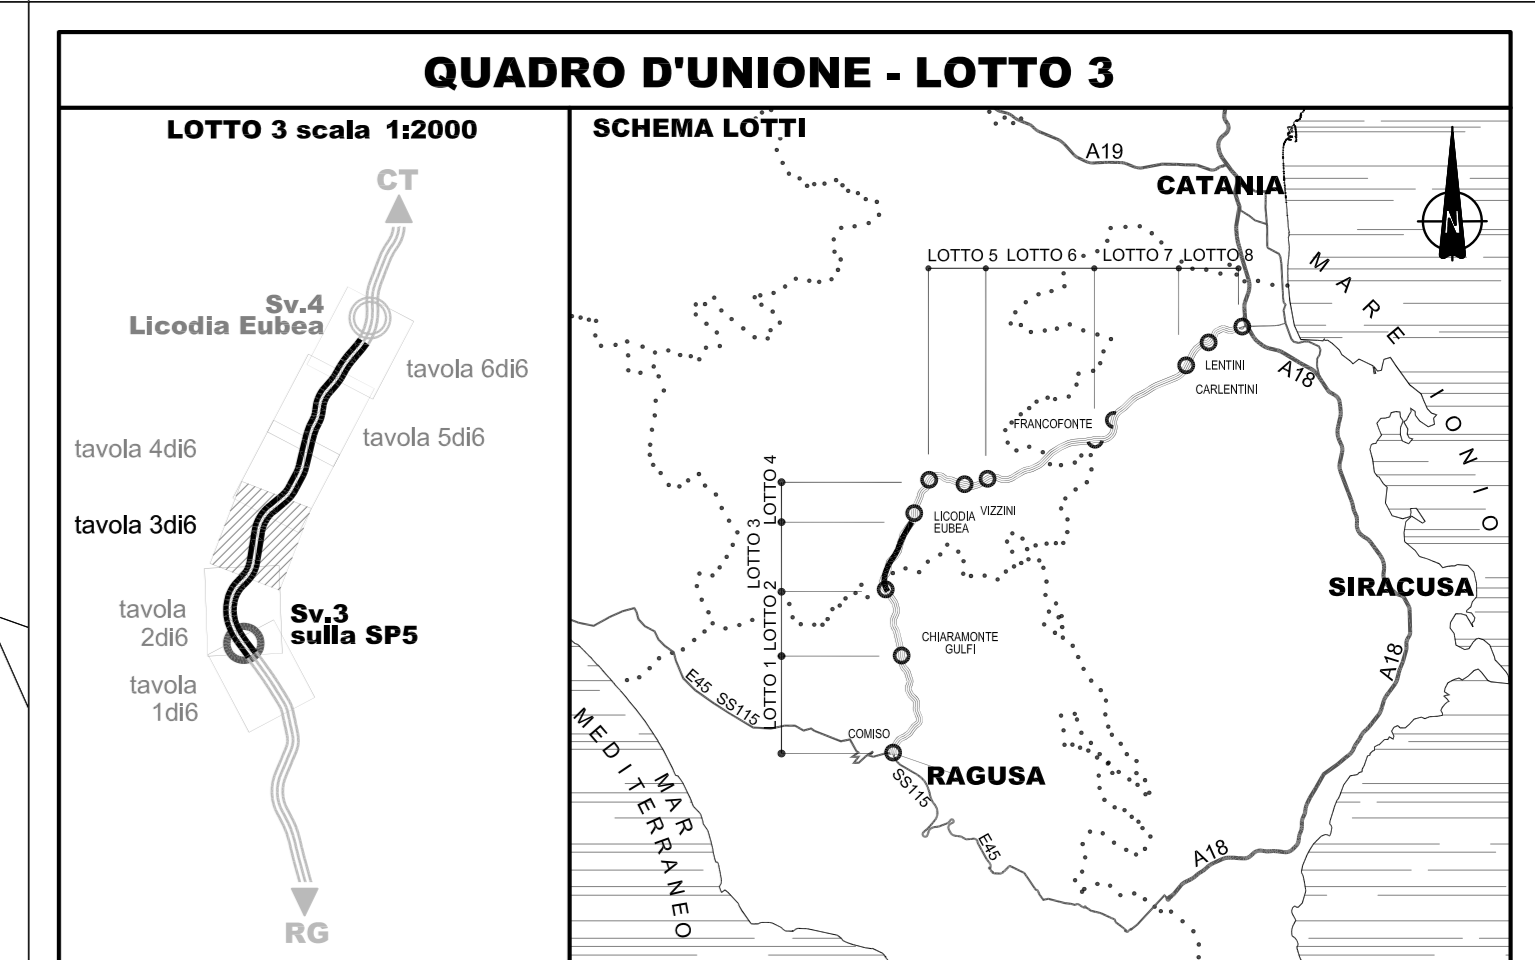 QUADRO D'UNIONE - LOTTO 3
LOTTO 3 scala 1:2000
CT
Sv.4
Licodia Eubea
tavola 6di6
tavola 5di6
tavola 4di6
tavola 3di6
tavola
2di6
Sv.3
sulla SP5
tavola
1di6
RG
SCHEMA LOTTI
A19
CATANIA
N
LOTTO 5
LOTTO 6
LOTTO 7
LOTTO 8
MARE IONIO
LENTINI
CARLENTINI
A18
FRANCOFONTE
LOTTO 4
LOTTO 3
LOTTO 2
LOTTO 1
LICODIA
EUBEA
VIZZINI
SIRACUSA
CHIARAMONTE
GULFI
A18
E45
SS115
COMISO
RAGUSA
SS115
E45
A18
MAR
MEDITERRANEO